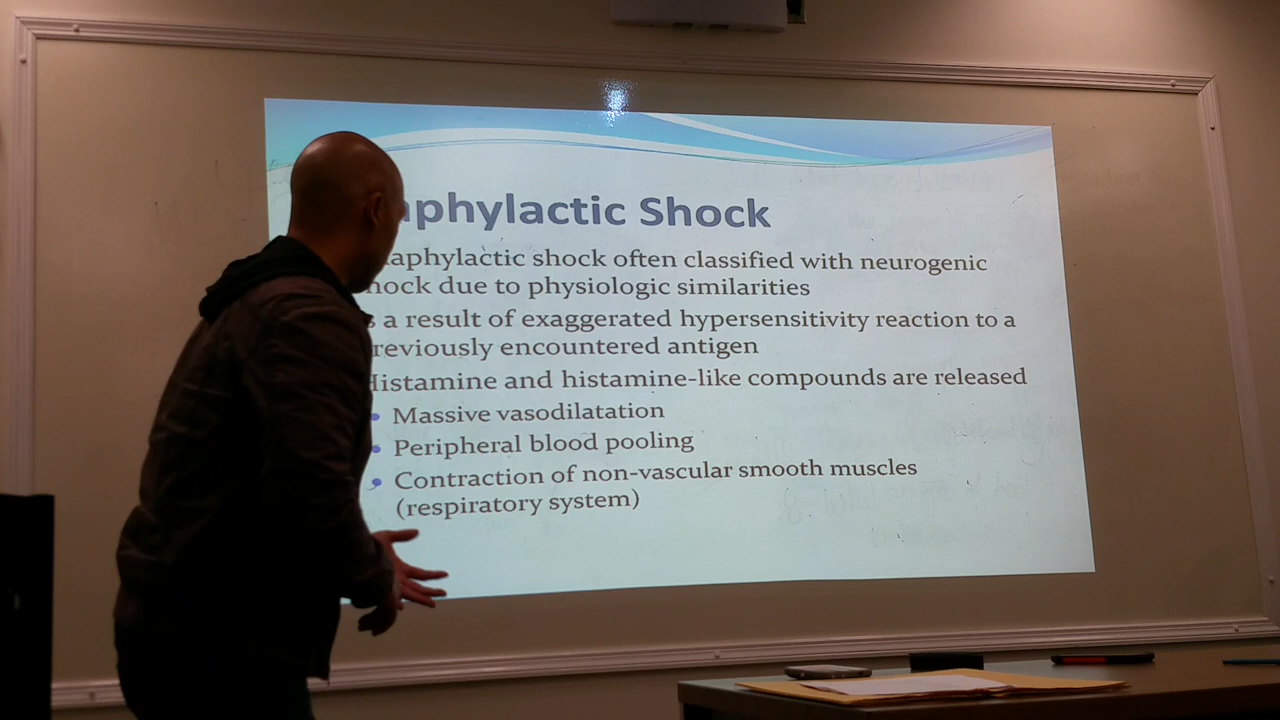 aphylactic Shock
aphylactic shock often classified with neurogenic
hock due to physiologic similarities
s a result of exaggerated hypersensitivity reaction to a
reviously encountered antigen
Histamine and histamine-like compounds are released
• Massive vasodilatation
• Peripheral blood pooling
• Contraction of non-vascular smooth muscles
(respiratory system)